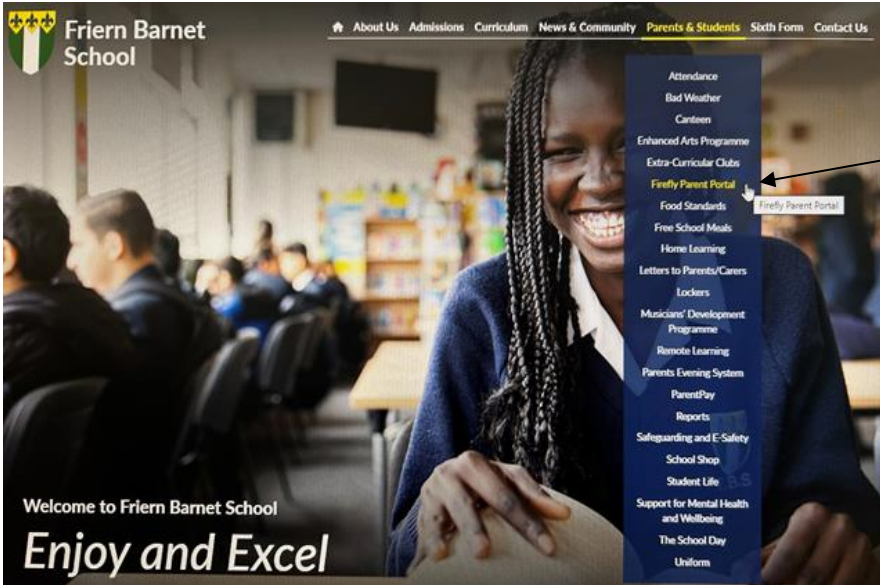 Friern Barnet
School
About Us Admissions Curriculum News & Community Parents & Students Sixth Form Contact Us
Attendance
Bad Weather
Canteen
Enhanced Arts Programme
Extra-Curricular Clubs
Firefly Parent Portal
Firefly Parent Portal
Food Standards
Free School Meals
Home Learning
Letters to Parents/Carers
Lockers
Musicians' Development
Programme
Remote Learning
Parents Evening System
ParentPay
Reports
Safeguarding and E-Safety
School Shop
Student Life
Support for Mental Health
and Wellbeing
The School Day
Uniform
B.S
Welcome to Friern Barnet School
Enjoy and Excel